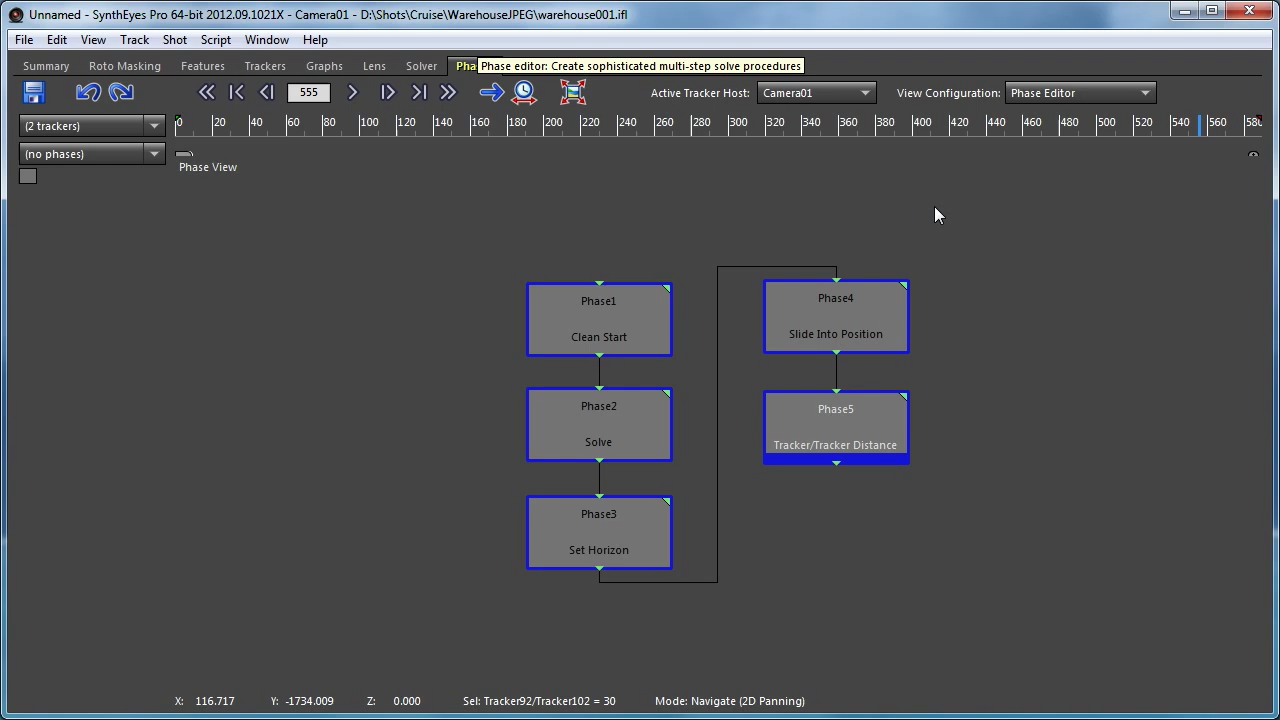 Unnamed - SynthEyes Pro 64-bit 2012.09.1021X - Camera01 - D:\Shots\Cruise\WarehouseJPEG\warehouse001.ifl
File Edit View Track Shot Script Window Help
Summary Roto Masking Features Trackers Graphs Lens Solver Pha Phase editor: Create sophisticated multi-step solve procedures
555 Active Tracker Host: Camera01 View Configuration: Phase Editor
(2 trackers) 0 20 40 60 80 100 120 140 160 180 200 220 240 260 280 300 320 340 360 380 400 420 440 460 480 500 520 540 560 580
(no phases)
Phase View
Phase1
Clean Start
Phase2
Solve
Phase3
Set Horizon
Phase4
Slide Into Position
Phase5
Tracker/Tracker Distance
X: 116.717 Y: -1734.009 Z: 0.000 Sel: Tracker92/Tracker102 = 30 Mode: Navigate (2D Panning)